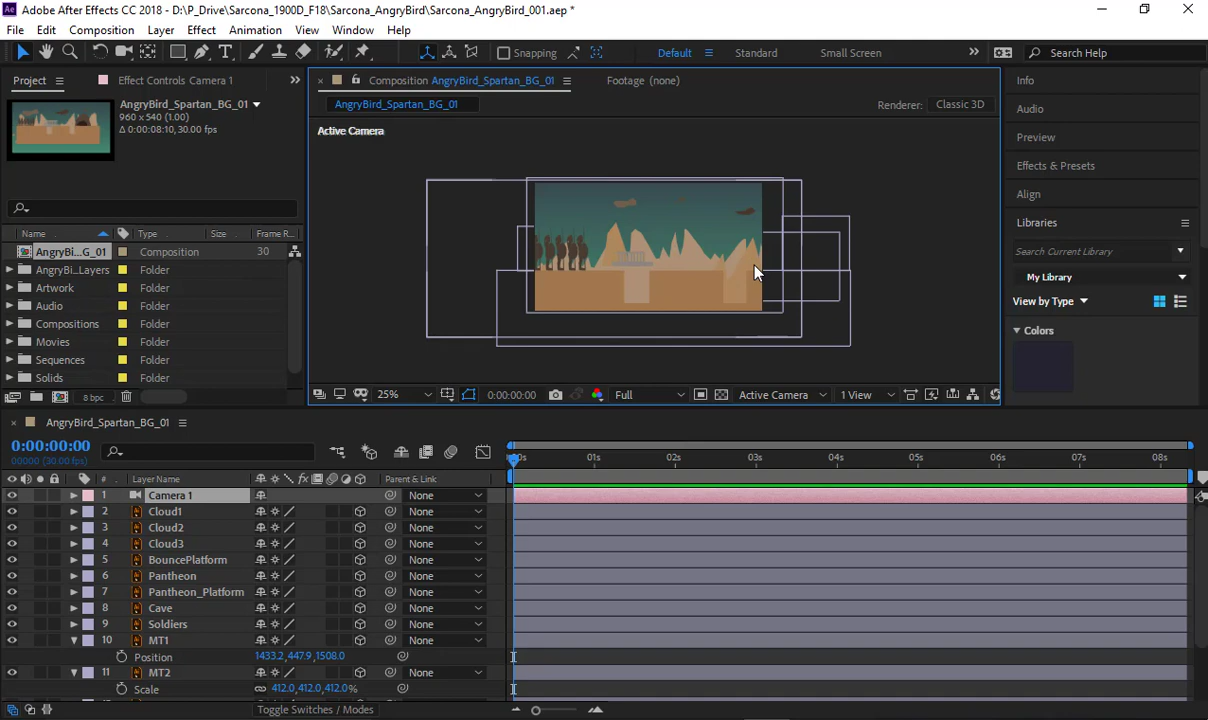 Adobe After Effects CC 2018 - D:\P_Drive\Sarcona_1900D_F18\Sarcona_AngryBird\Sarcona_AngryBird_001.aep *
File Edit Composition Layer Effect Animation View Window Help
Snapping Default Standard Small Screen Search Help
Project Effect Controls Camera 1 Composition AngryBird_Spartan_BG_01 Footage (none) Info
AngryBird_Spartan_BG_01
960 x 540 (1.00)
Δ 0:00:08:10, 30.00 fps
AngryBird_Spartan_BG_01 Renderer: Classic 3D
Active Camera
Audio
Preview
Effects & Presets
Align
Libraries
Search Current Library
My Library
View by Type
Colors
Name Type Size Frame R...
AngryBi...G_01 Composition 30
AngryBi..Layers Folder
Artwork Folder
Audio Folder
Compositions Folder
Movies Folder
Sequences Folder
Solids Folder
8 bpc
25% 0:00:00:00 Full Active Camera 1 View
AngryBird_Spartan_BG_01
0:00:00:00
00000 (30.00 fps)
# Layer Name fx Parent & Link
00s 01s 02s 03s 04s 05s 06s 07s 08s
1 Camera 1 None
2 Cloud1 None
3 Cloud2 None
4 Cloud3 None
5 BouncePlatform None
6 Pantheon None
7 Pantheon_Platform None
8 Cave None
9 Soldiers None
10 MT1 None
Position 1433.2,447.9,1508.0
11 MT2 None
Scale 412.0,412.0,412.0%
Toggle Switches / Modes